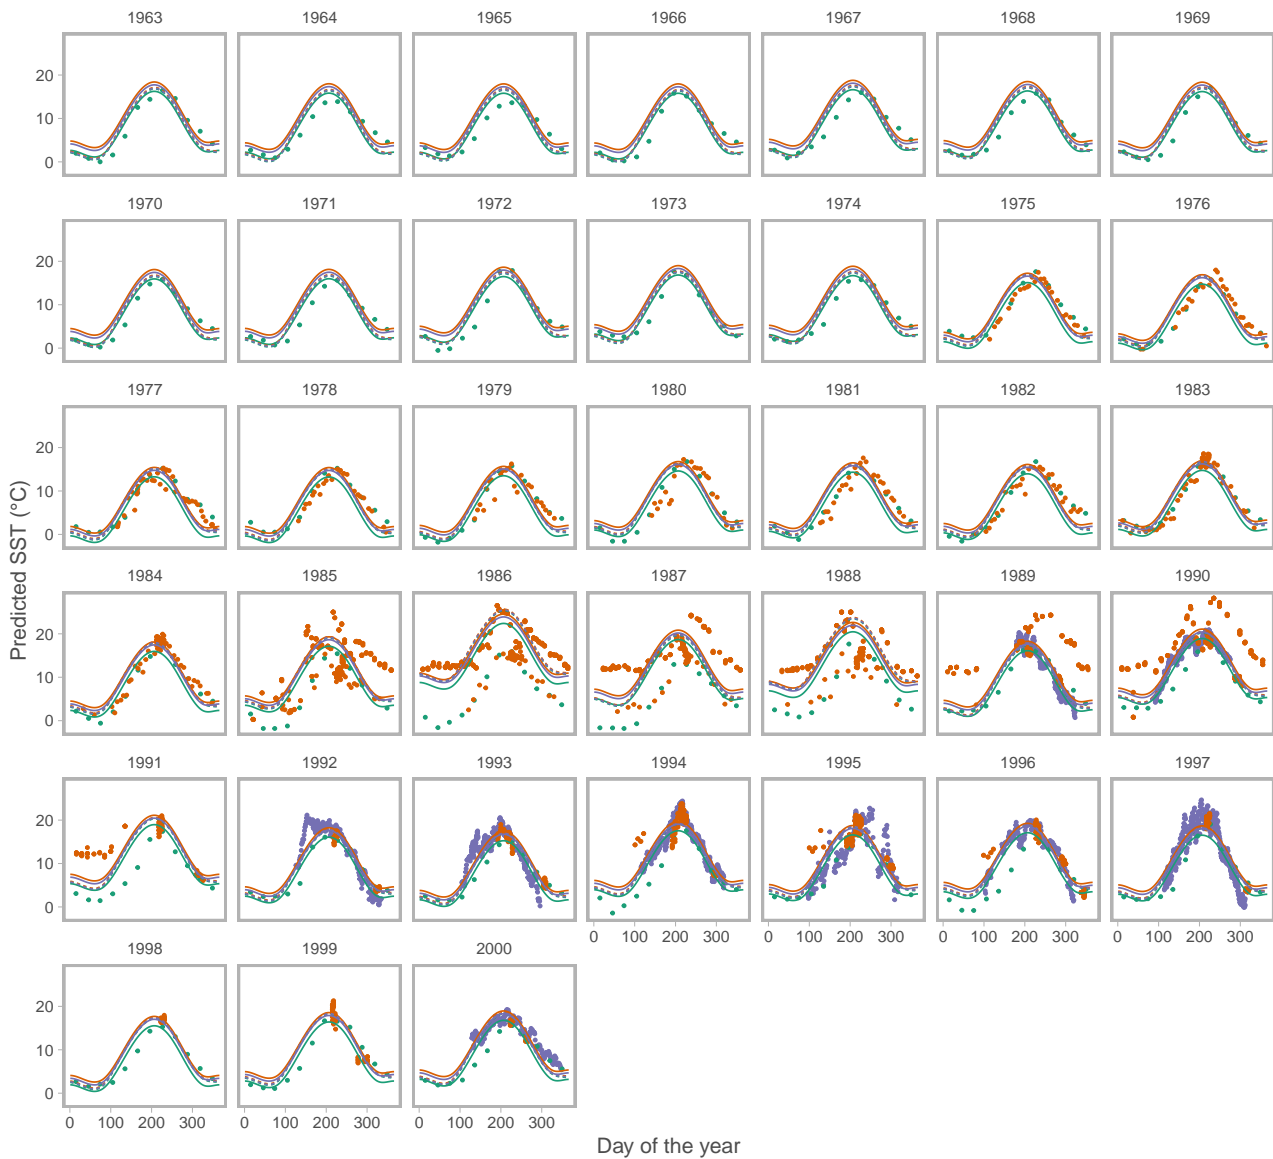 1963 1964 1965 1966 1967 1968 1969
20
10
0
1970 1971 1972 1973 1974 1975 1976
20
10
0
1977 1978 1979 1980 1981 1982 1983
20
10
0
Predicted SST (°C)
1984 1985 1986 1987 1988 1989 1990
20
10
0
1991 1992 1993 1994 1995 1996 1997
20
10
0
0 100 200 300 0 100 200 300 0 100 200 300 0 100 200 300
1998 1999 2000
20
10
0
0 100 200 300 0 100 200 300 0 100 200 300
Day of the year